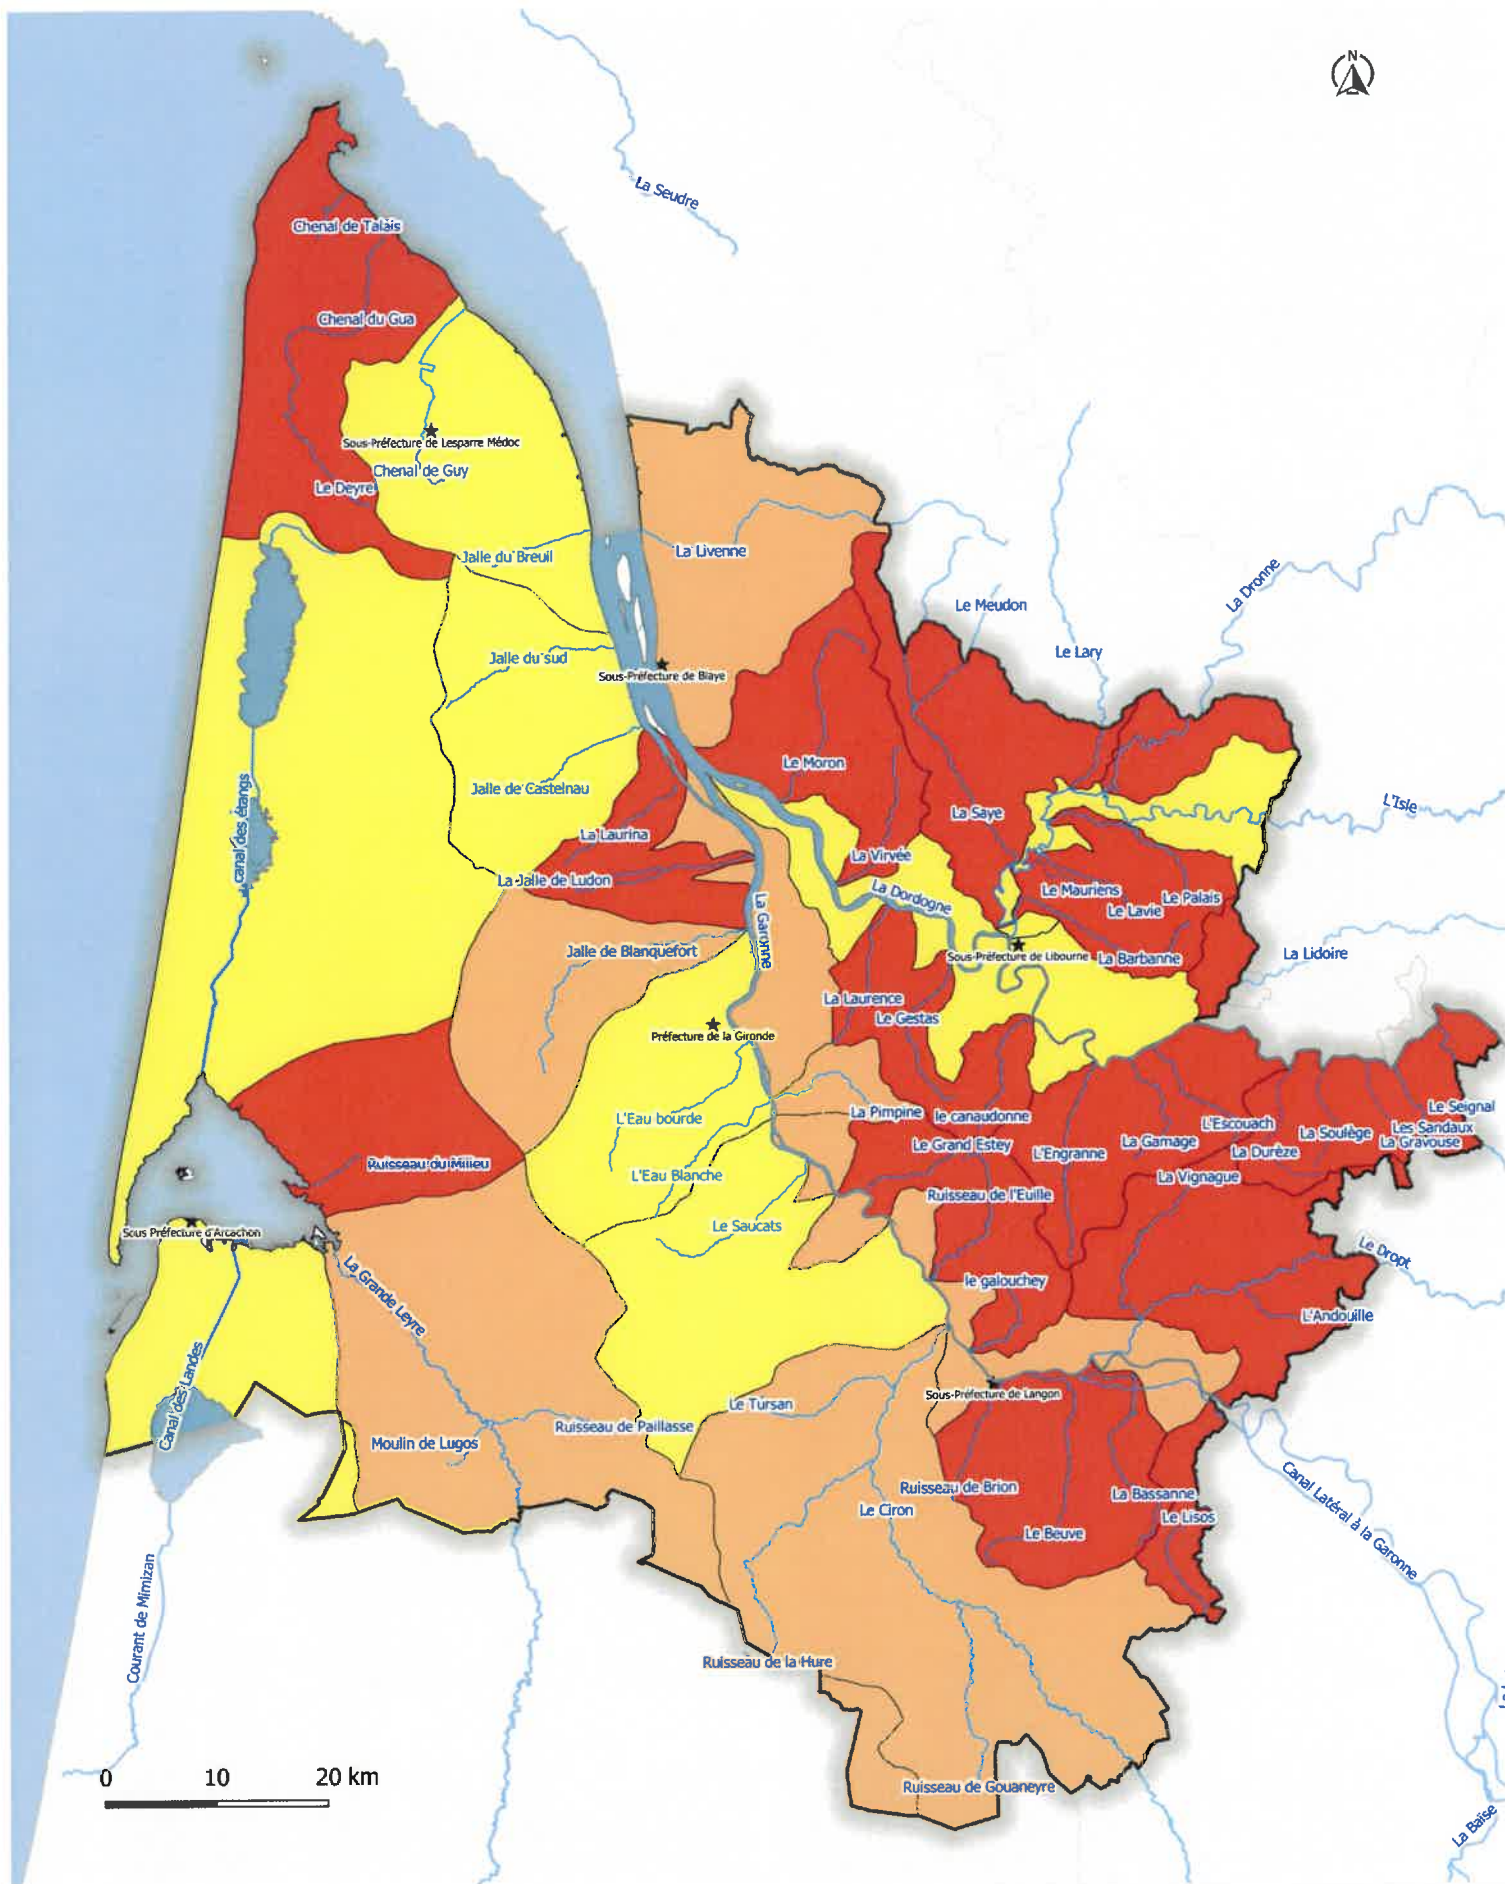 N
La Seudre
Chenal de Talais
Chenal du Gua
Sous-Préfecture de Lesparre Médoc
Chenal de Guy
Le Deyre
Jalle du Breuil
La Livenne
La Dronne
Le Meudon
Le Lary
Jalle du sud
Sous-Préfecture de Blaye
Le Moron
Jalle de Castelnau
L'Isle
La Saye
canal des étangs
La Laurina
La Virvée
La Jalle de Ludon
La Dordogne
Le Mauriens
Le Palais
Le Lavie
La Garonne
Jalle de Blanquefort
Sous-Préfecture de Libourne
La Barbanne
La Lidoire
La Laurence
Le Gestas
Préfecture de la Gironde
L'Eau bourde
La Pimpine
le canaudonne
Le Seignal
L'Escouach
Les Sandaux
La Soulège
La Gravouse
Le Grand Estey
L'Engranne
La Gamage
La Durèze
Ruisseau du Milieu
L'Eau Blanche
La Vignague
Ruisseau de l'Euille
Le Saucats
Sous Préfecture d'Arcachon
Le Dropt
La Grande Leyre
le galouchey
L'Andouille
Canal des Landes
Sous-Préfecture de Langon
Le Tursan
Ruisseau de Paillasse
Moulin de Lugos
Ruisseau de Brion
La Bassanne
Le Ciron
Le Lisos
Le Beuve
Canal Latéral à la Garonne
Courant de Mimizan
Ruisseau de la Hure
0 10 20 km
Ruisseau de Gouaneyre
La Baïse